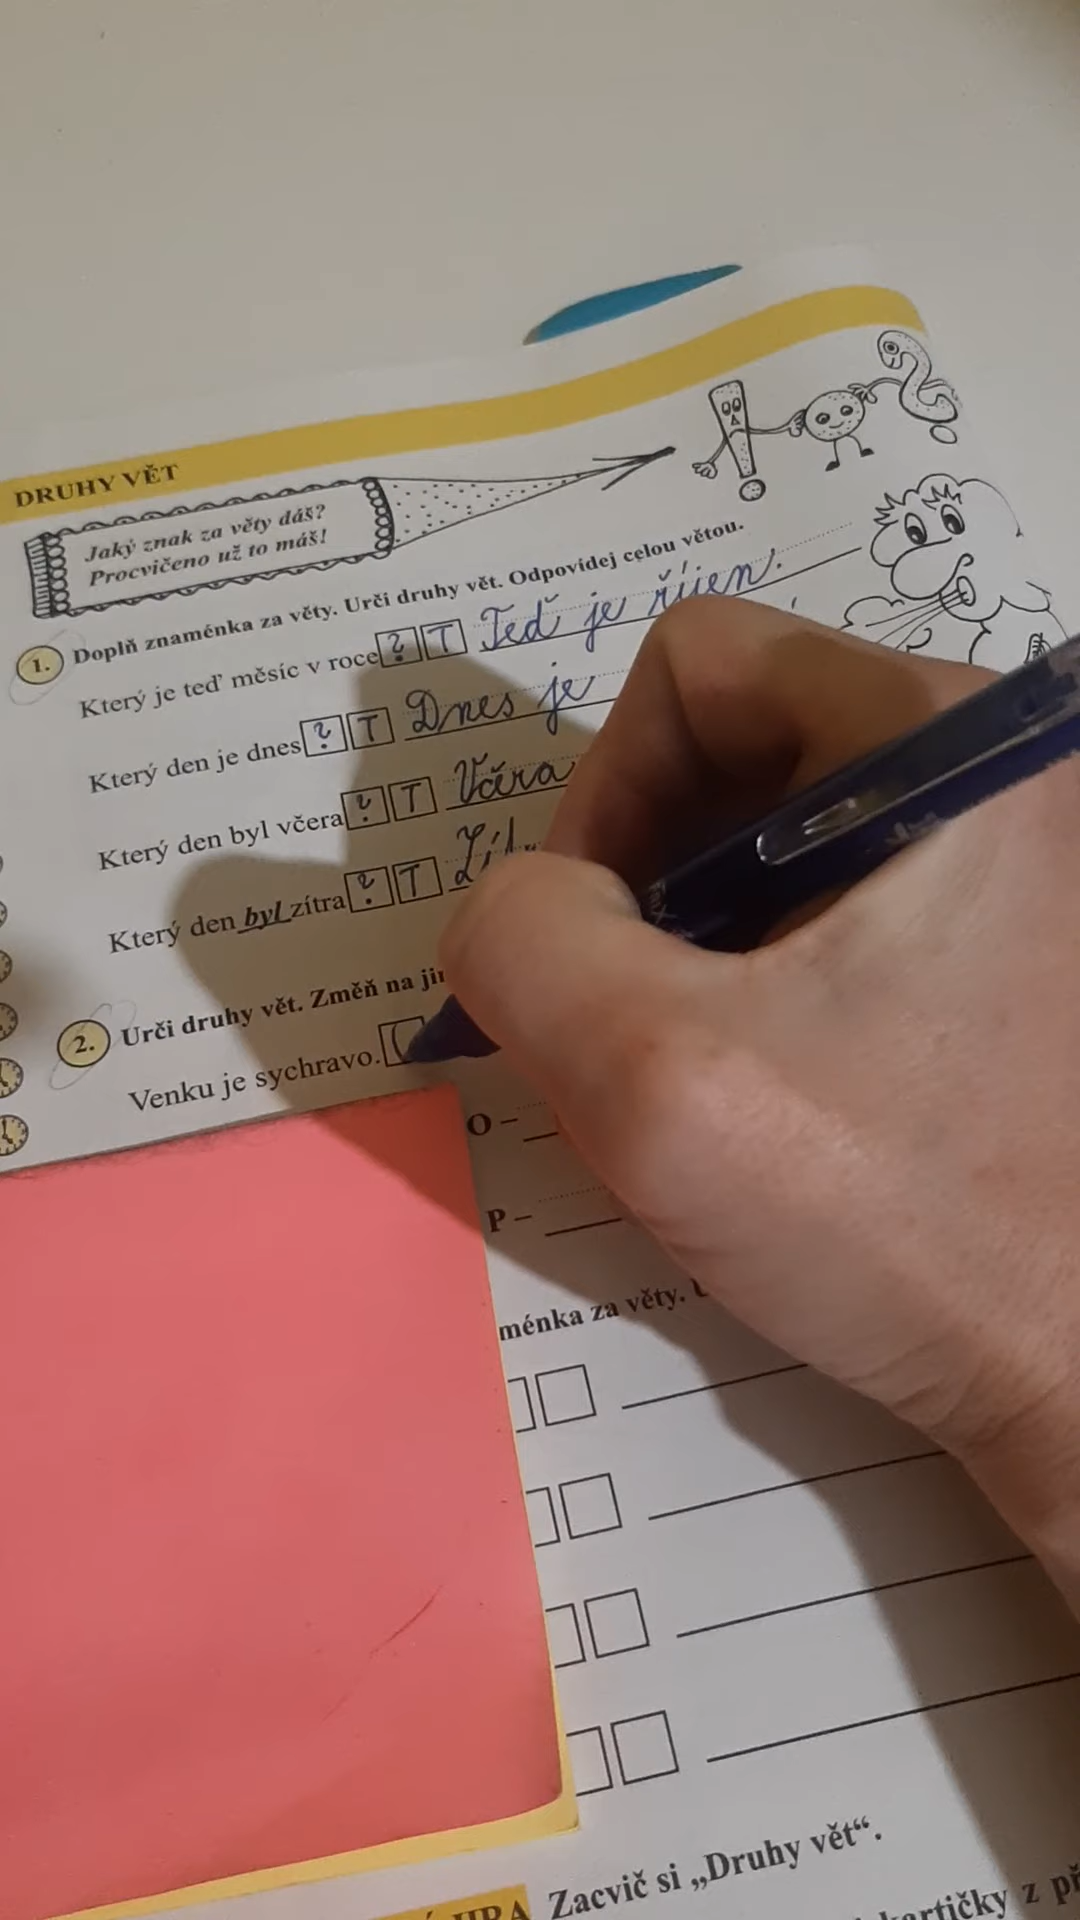 DRUHY VĚT
Jaký znak za věty dáš?
Procvičeno už to máš!
1. Doplň znaménka za věty. Urči druhy vět. Odpovídej celou větou.
Který je teď měsíc v roce ? T Teď je říjen.
Který den je dnes ? T Dnes je
Který den byl včera ? T Včera
Který den byl zítra ? T
2. Urči druhy vět. Změň na
Venku je sychravo.
O –
P –
za věty.
Zacvič si „Druhy vět“.
z